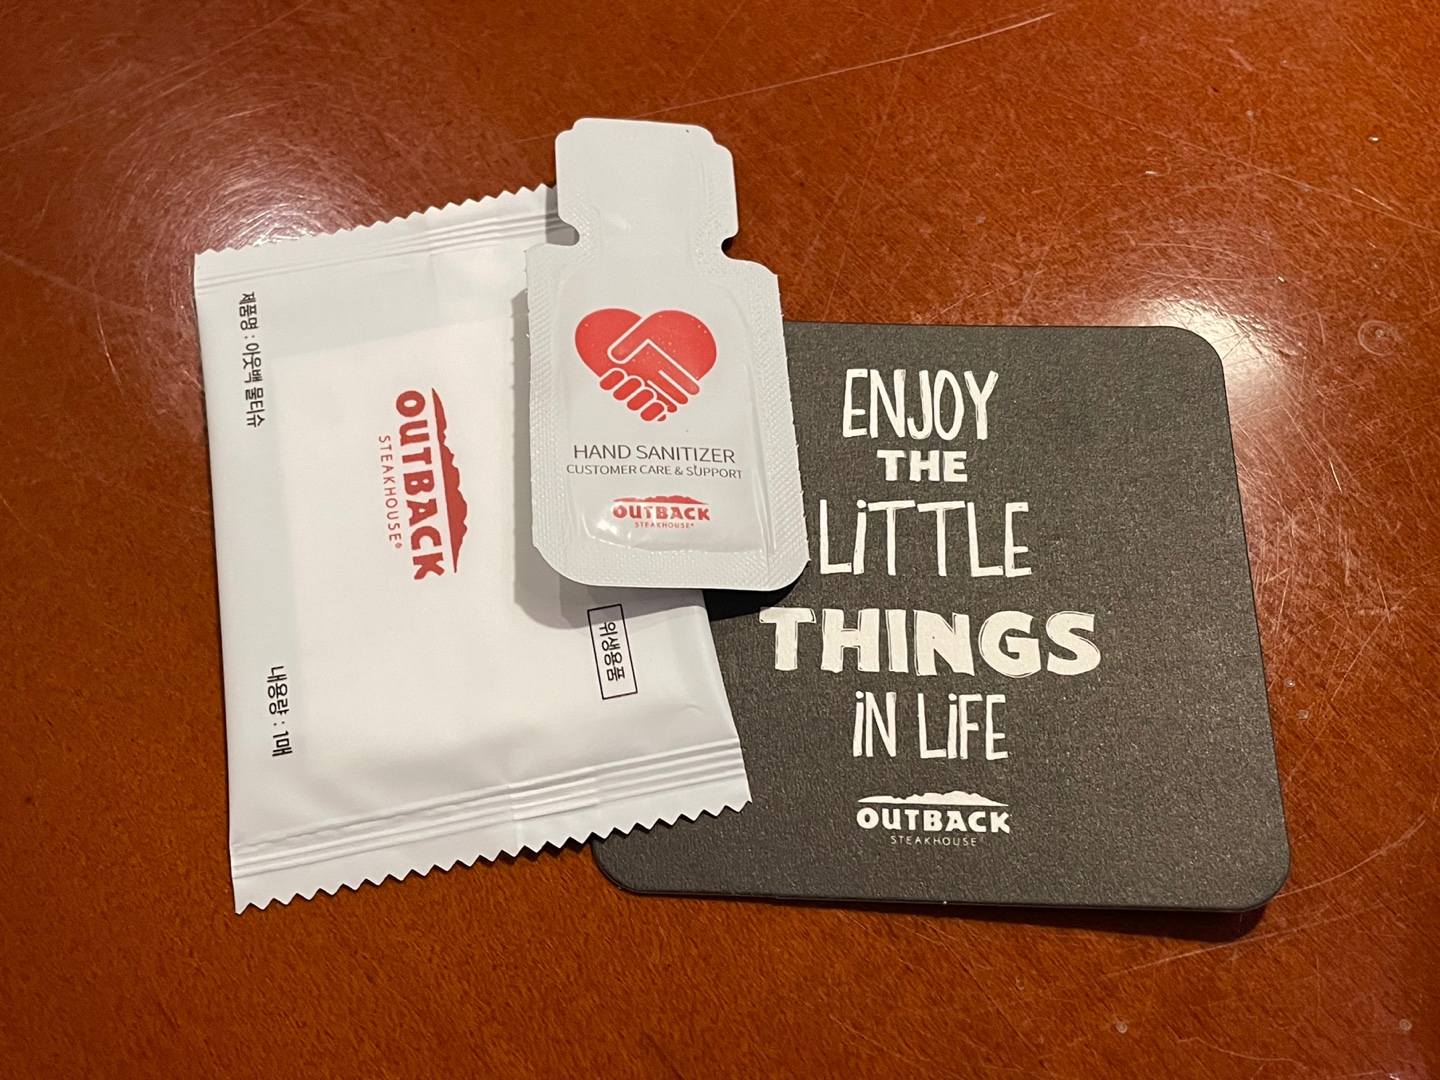 제품명 : 아웃백 물티슈
OUTBACK
STEAKHOUSE®
위생용품
내용량 : 1매
HAND SANITIZER
CUSTOMER CARE & SUPPORT
OUTBACK
STEAKHOUSE®
ENJOY
THE
LiTTLE
THINGS
iN LiFE
OUTBACK
STEAKHOUSE®